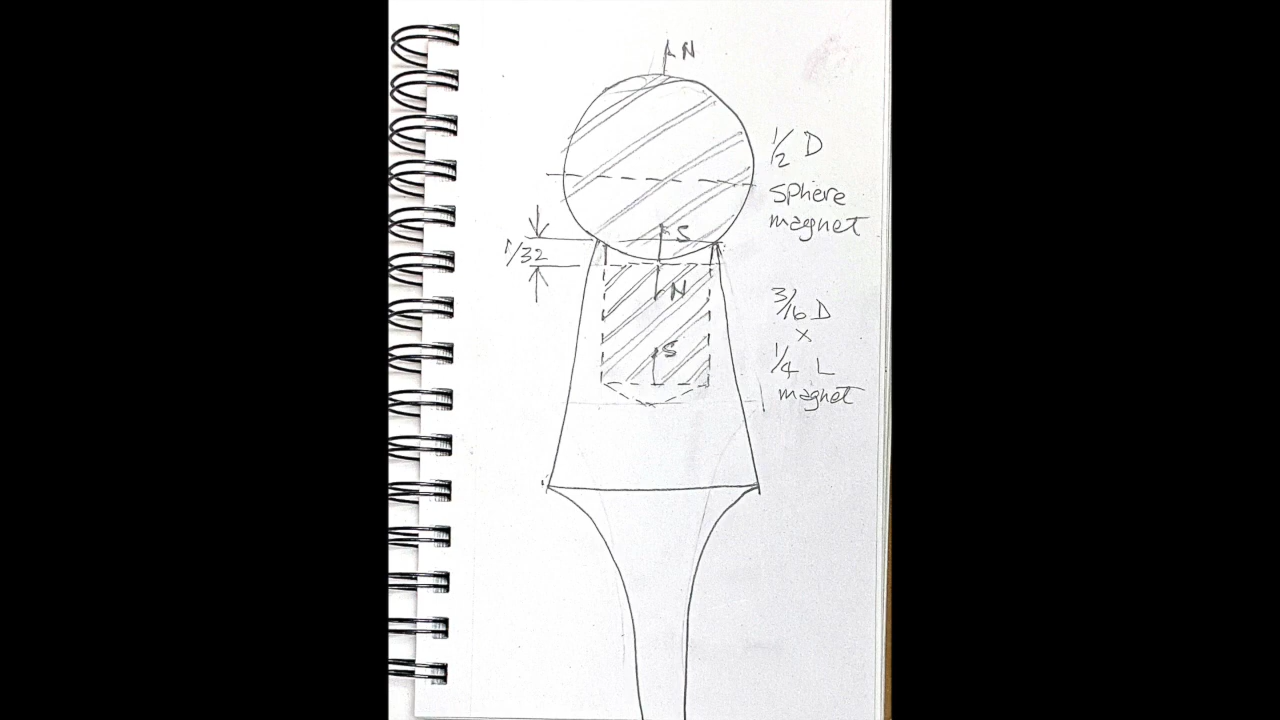 N
1/2 D
sphere
magnet
S
1/32
N
3/16 D
x
1/4 L
magnet
S